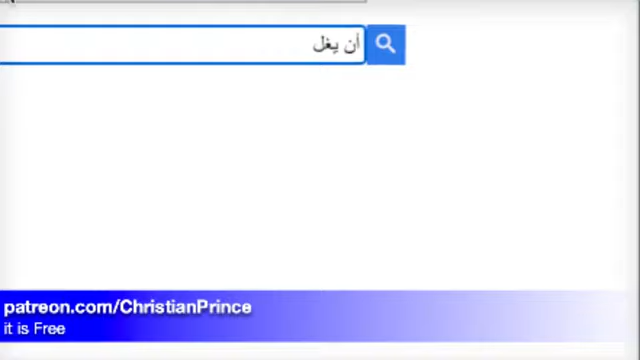 أن يغل
patreon.com/ChristianPrince
it is Free